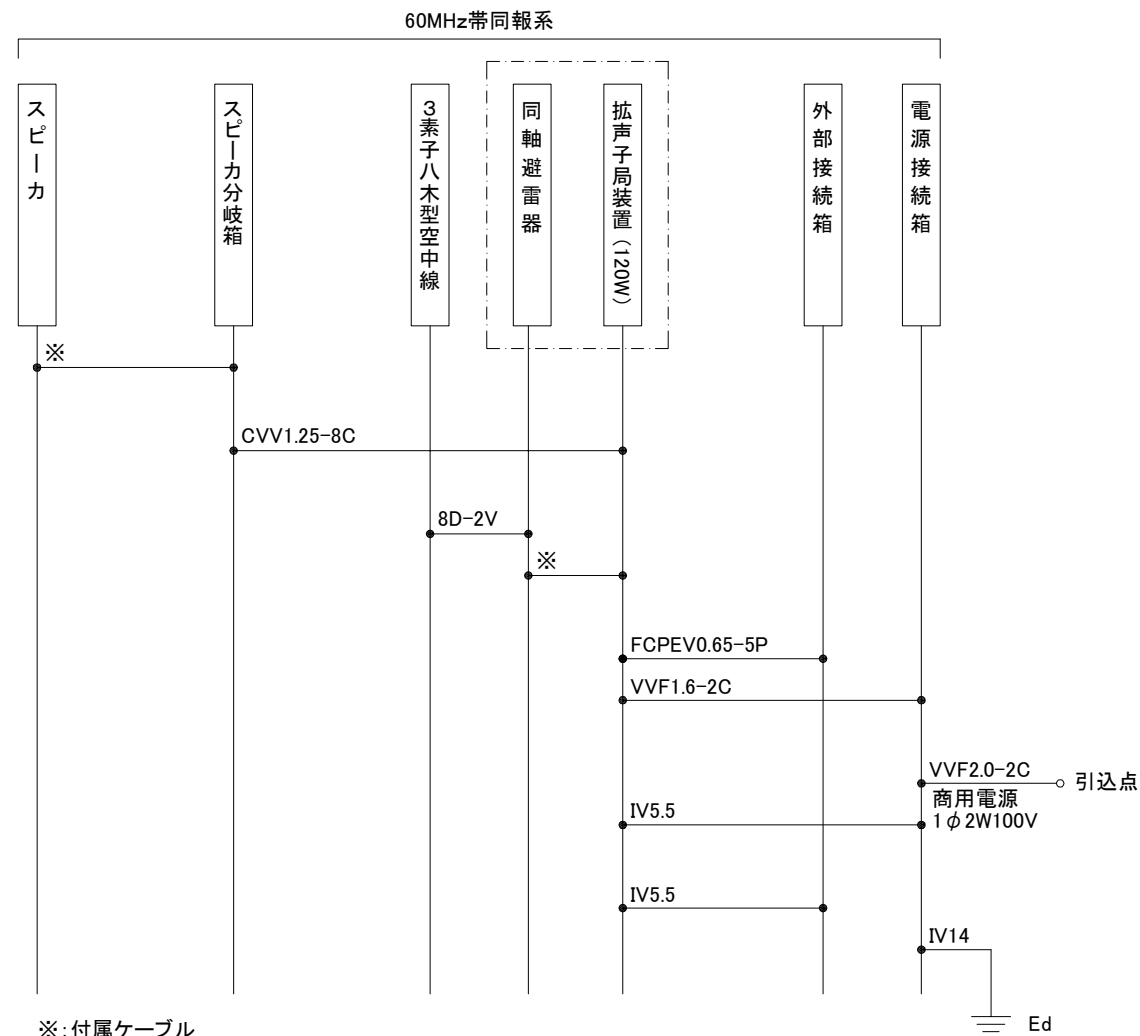 60MHz帯同報系
スピーカ
スピーカ分岐箱
３素子八木型空中線
同軸避雷器
拡声子局装置（120W）
外部接続箱
電源接続箱
※
CVV1.25-8C
8D-2V
※
FCPEV0.65-5P
VVF1.6-2C
VVF2.0-2C
引込点
商用電源
1φ2W100V
IV5.5
IV5.5
IV14
Ed
※：付属ケーブル